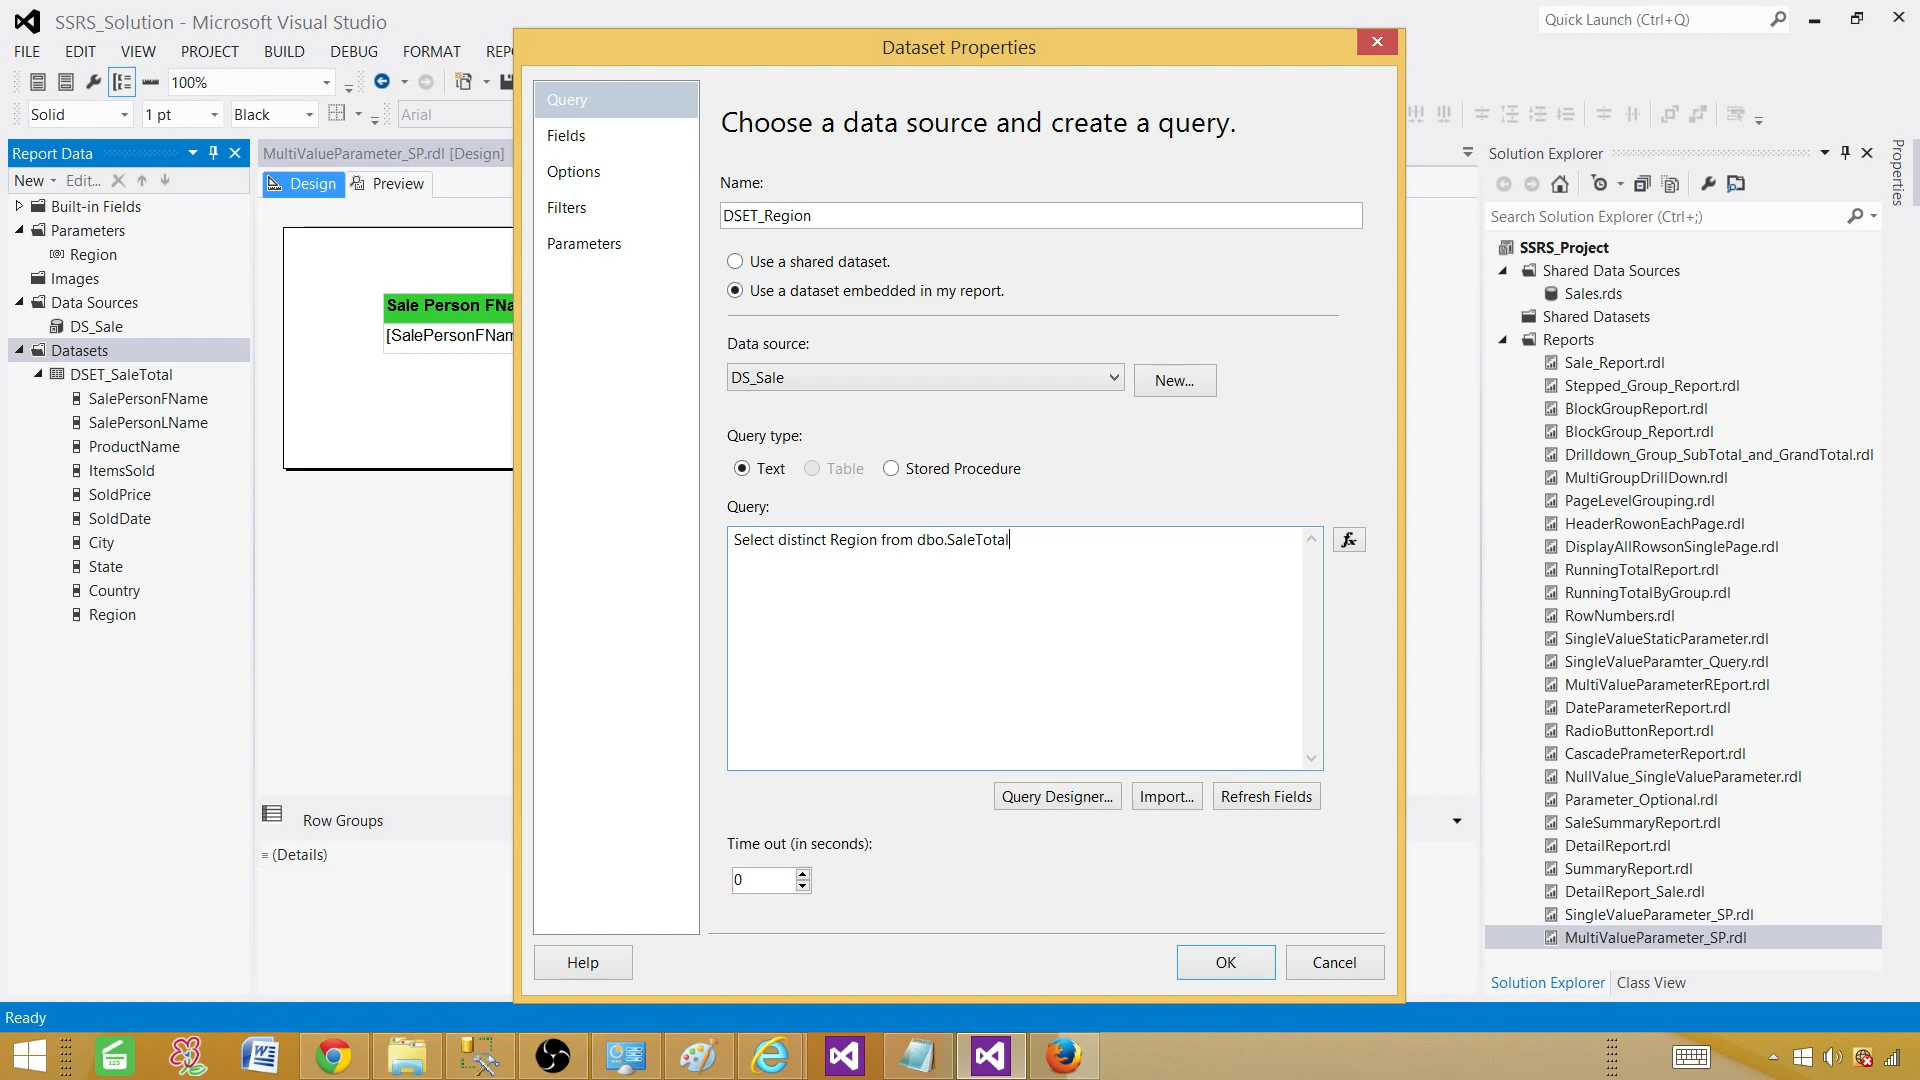 SSRS_Solution - Microsoft Visual Studio
Quick Launch (Ctrl+Q)
FILE EDIT VIEW PROJECT BUILD DEBUG FORMAT
100%
Solid 1 pt Black Arial
Dataset Properties
Report Data
New Edit...
Built-in Fields
Parameters
Region
Images
Data Sources
DS_Sale
Datasets
DSET_SaleTotal
SalePersonFName
SalePersonLName
ProductName
ItemsSold
SoldPrice
SoldDate
City
State
Country
Region
MultiValueParameter_SP.rdl [Design]
Design Preview
Sale Person FNa
[SalePersonFNam
Row Groups
(Details)
Query
Fields
Options
Filters
Parameters
Choose a data source and create a query.
Name:
DSET_Region
Use a shared dataset.
Use a dataset embedded in my report.
Data source:
DS_Sale
New...
Query type:
Text Table Stored Procedure
Query:
Select distinct Region from dbo.SaleTotal
fx
Query Designer... Import... Refresh Fields
Time out (in seconds):
0
Help OK Cancel
Solution Explorer
Properties
Search Solution Explorer (Ctrl+;)
SSRS_Project
Shared Data Sources
Sales.rds
Shared Datasets
Reports
Sale_Report.rdl
Stepped_Group_Report.rdl
BlockGroupReport.rdl
BlockGroup_Report.rdl
Drilldown_Group_SubTotal_and_GrandTotal.rdl
MultiGroupDrillDown.rdl
PageLevelGrouping.rdl
HeaderRowonEachPage.rdl
DisplayAllRowsonSinglePage.rdl
RunningTotalReport.rdl
RunningTotalByGroup.rdl
RowNumbers.rdl
SingleValueStaticParameter.rdl
SingleValueParamter_Query.rdl
MultiValueParameterREport.rdl
DateParameterReport.rdl
RadioButtonReport.rdl
CascadePrameterReport.rdl
NullValue_SingleValueParameter.rdl
Parameter_Optional.rdl
SaleSummaryReport.rdl
DetailReport.rdl
SummaryReport.rdl
DetailReport_Sale.rdl
SingleValueParameter_SP.rdl
MultiValueParameter_SP.rdl
Solution Explorer Class View
Ready